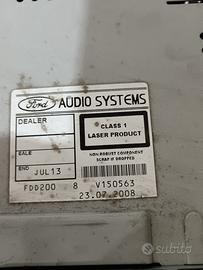 Ford AUDIO SYSTEMS
DEALER
CLASS 1
LASER PRODUCT
SALE
NON ROBUST COMPONENT
SCRAP IF DROPPED
END JUL13
FDD200 8 V150563
23.07.2008
subito